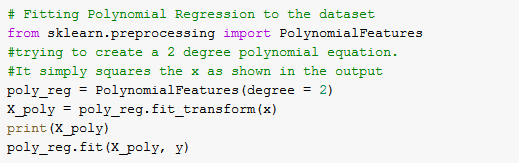 # Fitting Polynomial Regression to the dataset
from sklearn.preprocessing import PolynomialFeatures
#trying to create a 2 degree polynomial equation.
#It simply squares the x as shown in the output
poly_reg = PolynomialFeatures(degree = 2)
X_poly = poly_reg.fit_transform(x)
print(X_poly)
poly_reg.fit(X_poly, y)